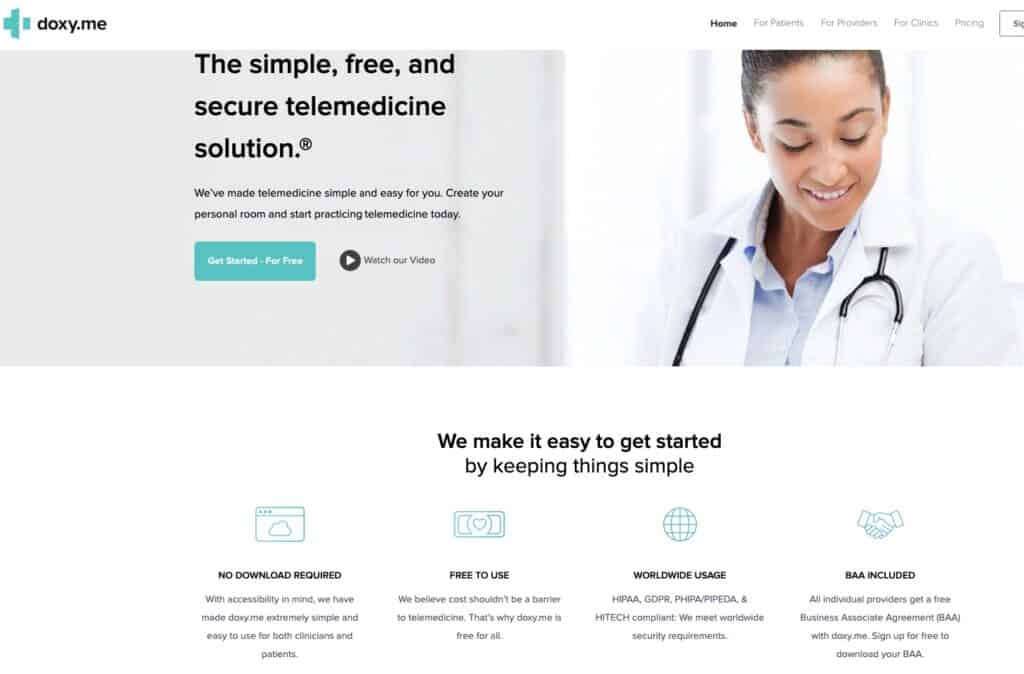 doxy.me
Home For Patients For Providers For Clinics Pricing
The simple, free, and
secure telemedicine
solution.®
We've made telemedicine simple and easy for you. Create your
personal room and start practicing telemedicine today.
Get Started - For Free
Watch our Video
We make it easy to get started
by keeping things simple
NO DOWNLOAD REQUIRED
With accessibility in mind, we have
made doxy.me extremely simple and
easy to use for both clinicians and
patients.
FREE TO USE
We believe cost shouldn't be a barrier
to telemedicine. That's why doxy.me is
free for all.
WORLDWIDE USAGE
HIPAA, GDPR, PHIPA/PIPEDA, &
HITECH compliant: We meet worldwide
security requirements.
BAA INCLUDED
All individual providers get a free
Business Associate Agreement (BAA)
with doxy.me. Sign up for free to
download your BAA.